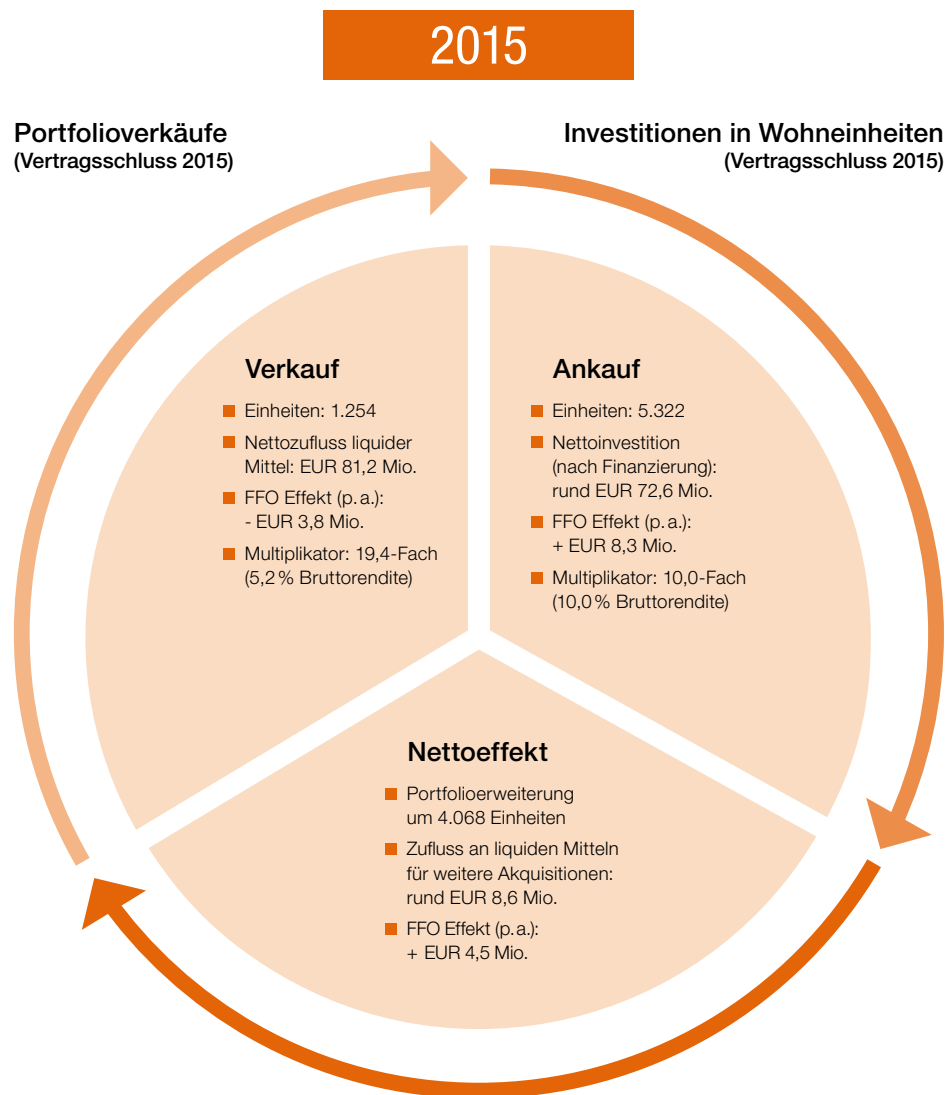 2015
Portfolioverkäufe
(Vertragsschluss 2015)
Investitionen in Wohneinheiten
(Vertragsschluss 2015)
Verkauf
Einheiten: 1.254
Nettozufluss liquider
Mittel: EUR 81,2 Mio.
FFO Effekt (p. a.):
- EUR 3,8 Mio.
Multiplikator: 19,4-Fach
(5,2 % Bruttorendite)
Ankauf
Einheiten: 5.322
Nettoinvestition
(nach Finanzierung):
rund EUR 72,6 Mio.
FFO Effekt (p. a.):
+ EUR 8,3 Mio.
Multiplikator: 10,0-Fach
(10,0 % Bruttorendite)
Nettoeffekt
Portfolioerweiterung
um 4.068 Einheiten
Zufluss an liquiden Mitteln
für weitere Akquisitionen:
rund EUR 8,6 Mio.
FFO Effekt (p. a.):
+ EUR 4,5 Mio.